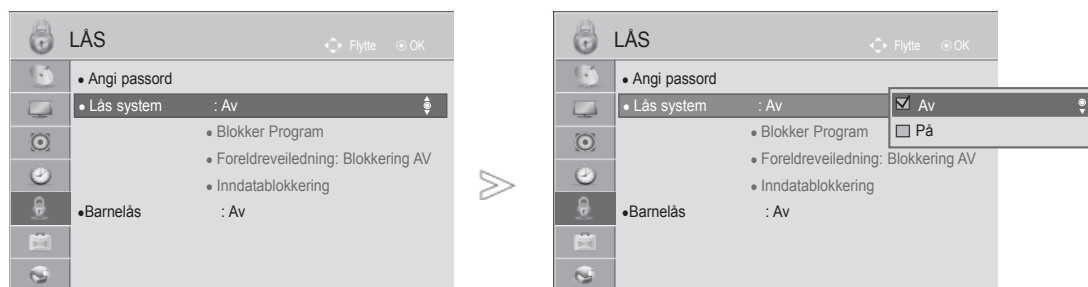 LÅS
Flytte OK
• Angi passord
• Lås system : Av
• Blokker Program
• Foreldreveiledning: Blokkering AV
• Inndatablokkering
•Barnelås : Av
>
LÅS
Flytte OK
• Angi passord
• Lås system : Av
Av
På
• Blokker Program
• Foreldreveiledning: Blokkering AV
• Inndatablokkering
•Barnelås : Av